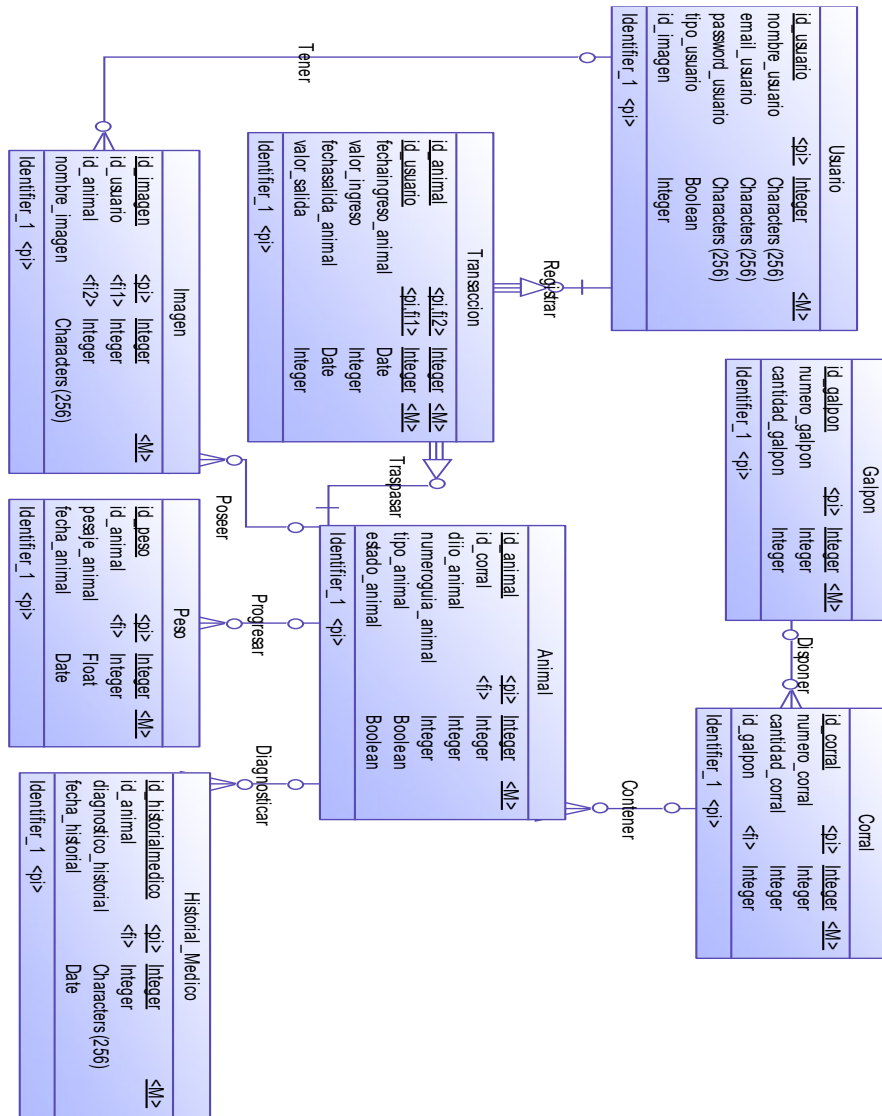 Usuario
id_usuario <pi> Integer <M>
nombre_usuario Characters (256)
email_usuario Characters (256)
password_usuario Characters (256)
tipo_usuario Boolean
id_imagen Integer
Identifier_1 <pi>
Tener
Registrar
Galpon
id_galpon <pi> Integer <M>
numero_galpon Integer
cantidad_galpon Integer
Identifier_1 <pi>
Disponer
Corral
id_corral <pi> Integer <M>
numero_corral Integer
cantidad_corral Integer
id_galpon <fi> Integer
Identifier_1 <pi>
Contener
Transaccion
id_animal <pi,fi2> Integer <M>
id_usuario <pi,fi1> Integer <M>
fechaingreso_animal Date
valor_ingreso Integer
fechasalida_animal Date
valor_salida Integer
Identifier_1 <pi>
Traspasar
Animal
id_animal <pi> Integer <M>
id_corral <fi> Integer
diio_animal Integer
numeroguia_animal Integer
tipo_animal Boolean
estado_animal Boolean
Identifier_1 <pi>
Poseer
Progresar
Diagnosticar
Imagen
id_imagen <pi> Integer <M>
id_usuario <fi1> Integer
id_animal <fi2> Integer
nombre_imagen Characters (256)
Identifier_1 <pi>
Peso
id_peso <pi> Integer <M>
id_animal <fi> Integer
pesaje_animal Float
fecha_animal Date
Identifier_1 <pi>
Historial_Medico
id_historialmedico <pi> Integer <M>
id_animal <fi> Integer
diagnostico_historial Characters (256)
fecha_historial Date
Identifier_1 <pi>